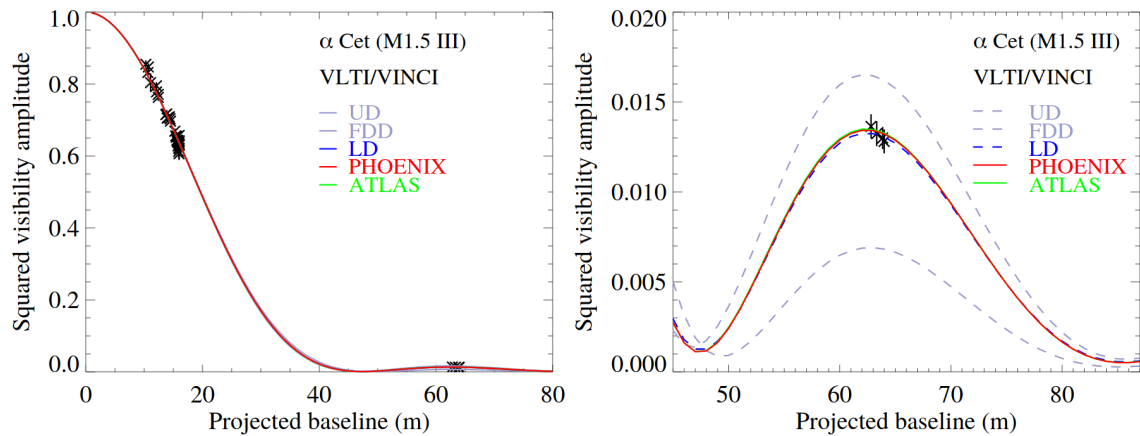 1.0
0.8
0.6
0.4
0.2
0.0
Squared visibility amplitude
α Cet (M1.5 III)
VLTI/VINCI
UD
FDD
LD
PHOENIX
ATLAS
0 20 40 60 80
Projected baseline (m)
0.020
0.015
0.010
0.005
0.000
Squared visibility amplitude
α Cet (M1.5 III)
VLTI/VINCI
UD
FDD
LD
PHOENIX
ATLAS
50 60 70 80
Projected baseline (m)